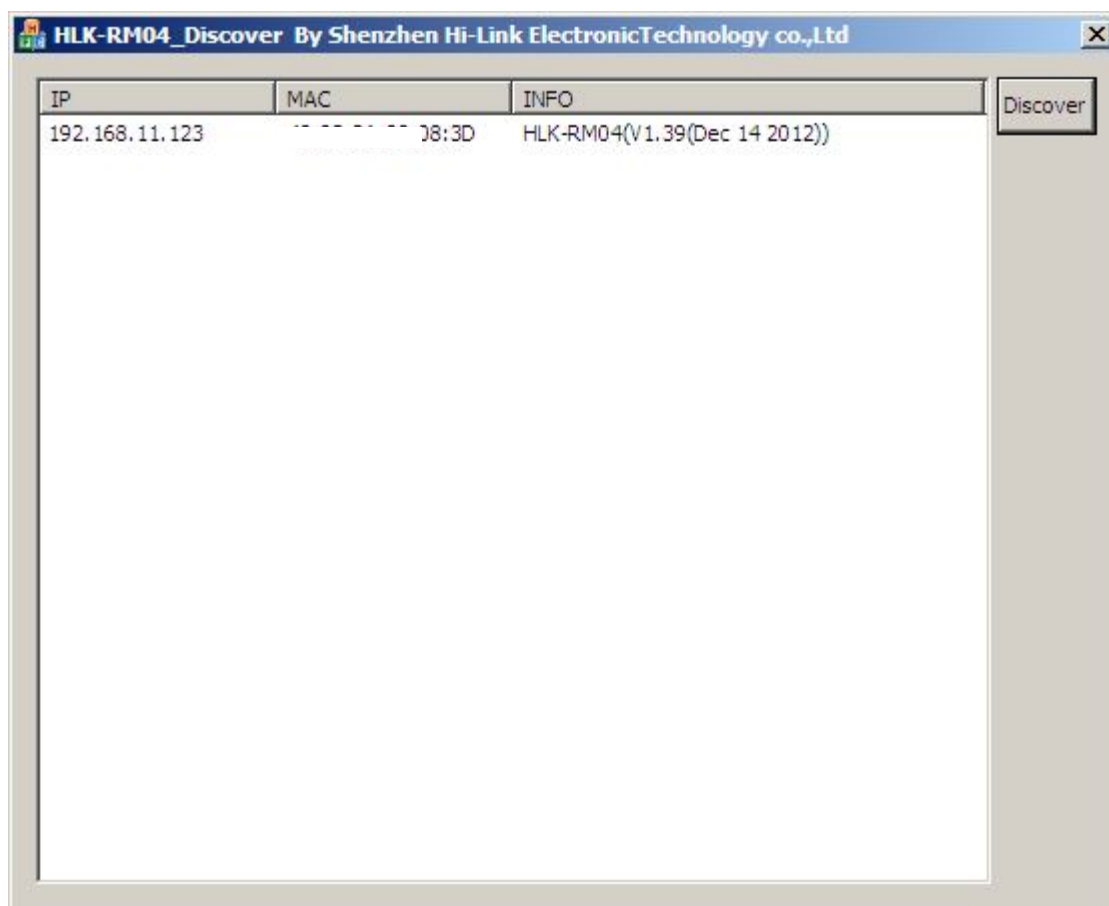 HLK-RM04_Discover By Shenzhen Hi-Link ElectronicTechnology co.,Ltd
IP MAC INFO
Discover
192.168.11.123 08:3D HLK-RM04(V1.39(Dec 14 2012))